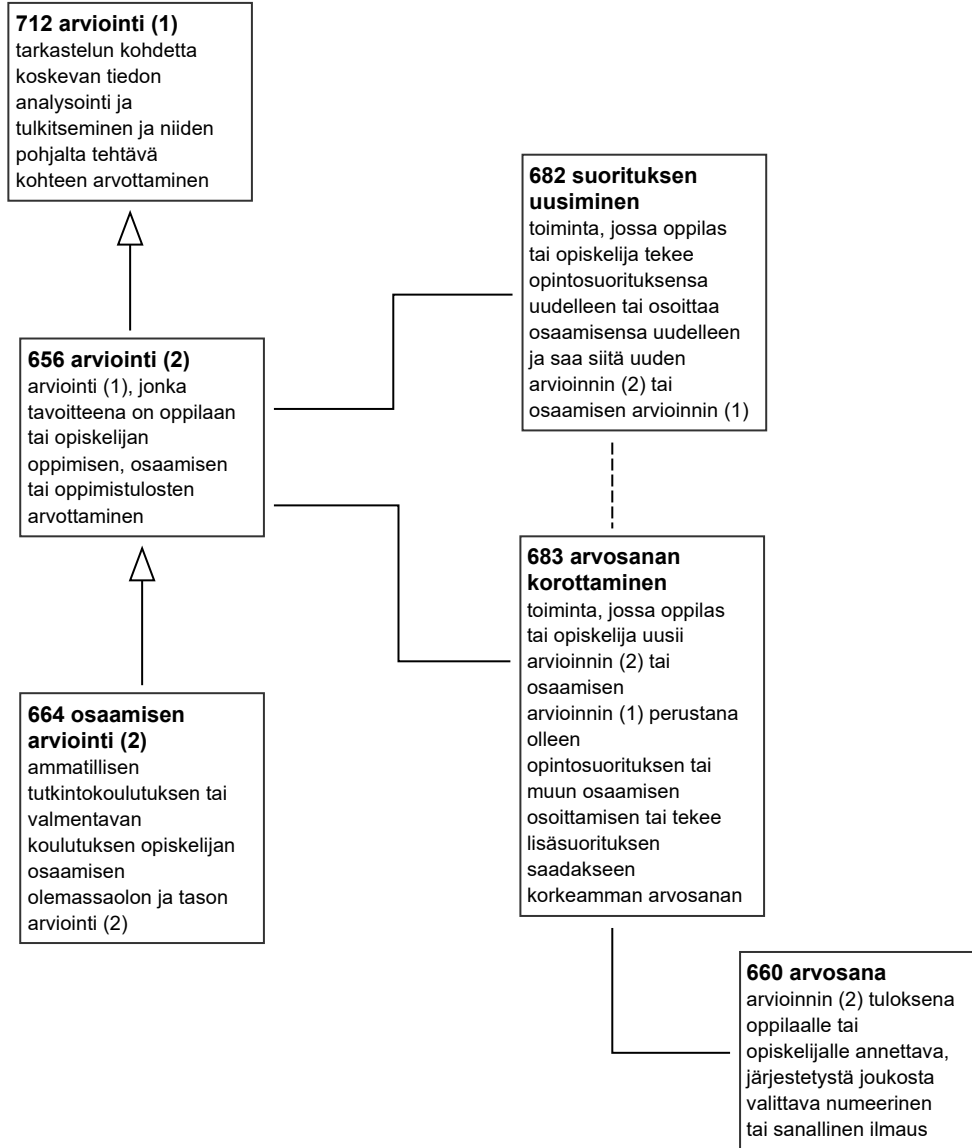 712 arviointi (1)
tarkastelun kohdetta
koskevan tiedon
analysointi ja
tulkitseminen ja niiden
pohjalta tehtävä
kohteen arvottaminen
682 suorituksen
uusiminen
toiminta, jossa oppilas
tai opiskelija tekee
opintosuorituksensa
uudelleen tai osoittaa
osaamisensa uudelleen
ja saa siitä uuden
arvioinnin (2) tai
osaamisen arvioinnin (1)
656 arviointi (2)
arviointi (1), jonka
tavoitteena on oppilaan
tai opiskelijan
oppimisen, osaamisen
tai oppimistulosten
arvottaminen
683 arvosanan
korottaminen
toiminta, jossa oppilas
tai opiskelija uusii
arvioinnin (2) tai
osaamisen
arvioinnin (1) perustana
olleen
opintosuorituksen tai
muun osaamisen
osoittamisen tai tekee
lisäsuorituksen
saadakseen
korkeamman arvosanan
664 osaamisen
arviointi (2)
ammatillisen
tutkintokoulutuksen tai
valmentavan
koulutuksen opiskelijan
osaamisen
olemassaolon ja tason
arviointi (2)
660 arvosana
arvioinnin (2) tuloksena
oppilaalle tai
opiskelijalle annettava,
järjestetystä joukosta
valittava numeerinen
tai sanallinen ilmaus